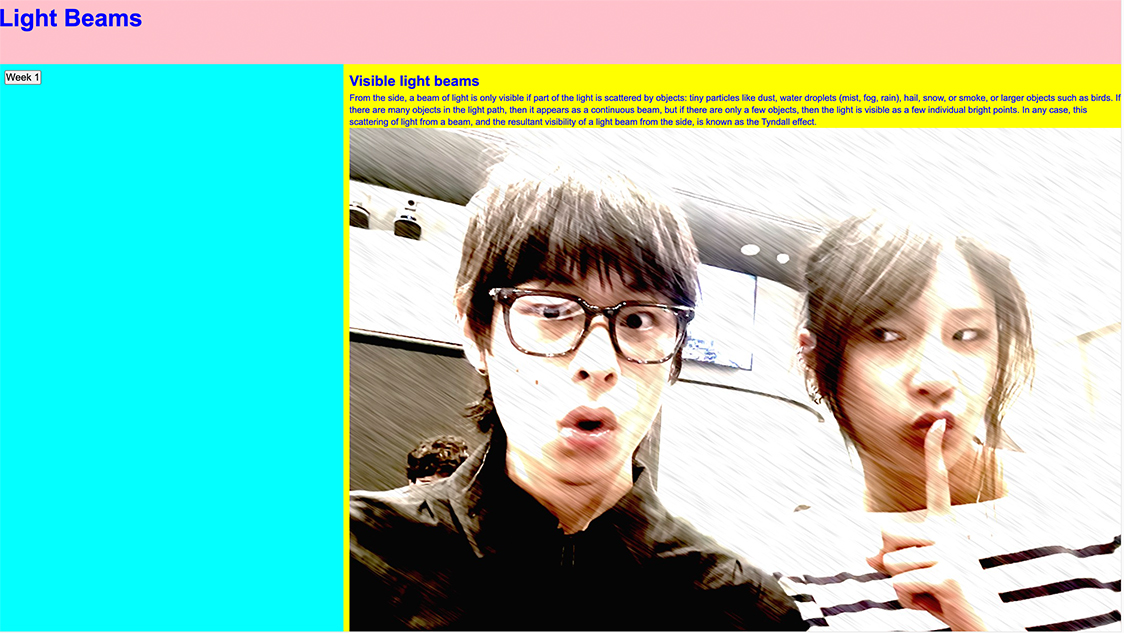 Light Beams
Week 1
Visible light beams
From the side, a beam of light is only visible if part of the light is scattered by objects: tiny particles like dust, water droplets (mist, fog, rain), hail, snow, or smoke, or larger objects such as birds. If
there are many objects in the light path, then it appears as a continuous beam, but if there are only a few objects, then the light is visible as a few individual bright points. In any case, this
scattering of light from a beam, and the resultant visibility of a light beam from the side, is known as the Tyndall effect.